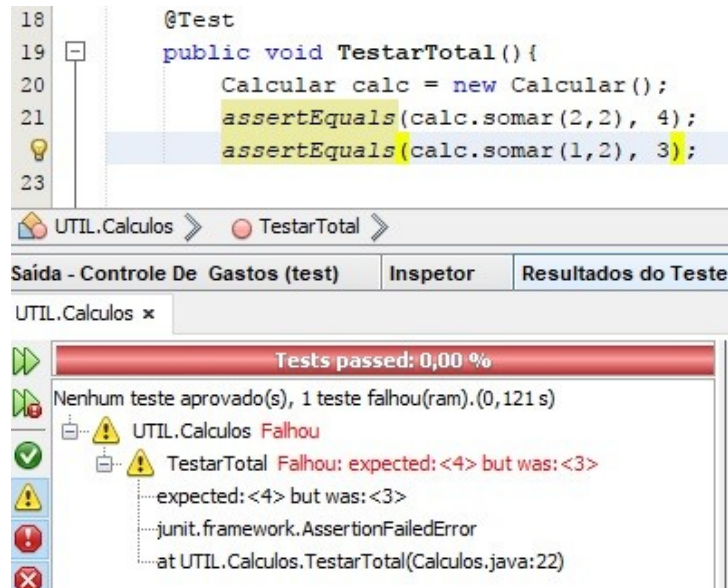 18 @Test
19 public void TestarTotal(){
20 Calcular calc = new Calcular();
21 assertEquals(calc.somar(2,2), 4);
assertEquals(calc.somar(1,2), 3);
23
UTIL.Calculos TestarTotal
Saída - Controle De Gastos (test) Inspetor Resultados do Teste
UTIL.Calculos ×
Tests passed: 0,00 %
Nenhum teste aprovado(s), 1 teste falhou(ram).(0,121 s)
UTIL.Calculos Falhou
TestarTotal Falhou: expected:<4> but was:<3>
expected:<4> but was:<3>
junit.framework.AssertionFailedError
at UTIL.Calculos.TestarTotal(Calculos.java:22)